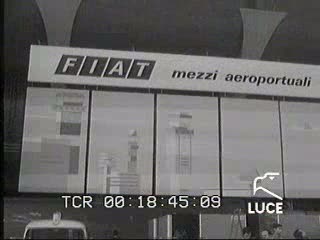 FIAT mezzi aeroportuali
TCR 00:18:45:09
LUCE